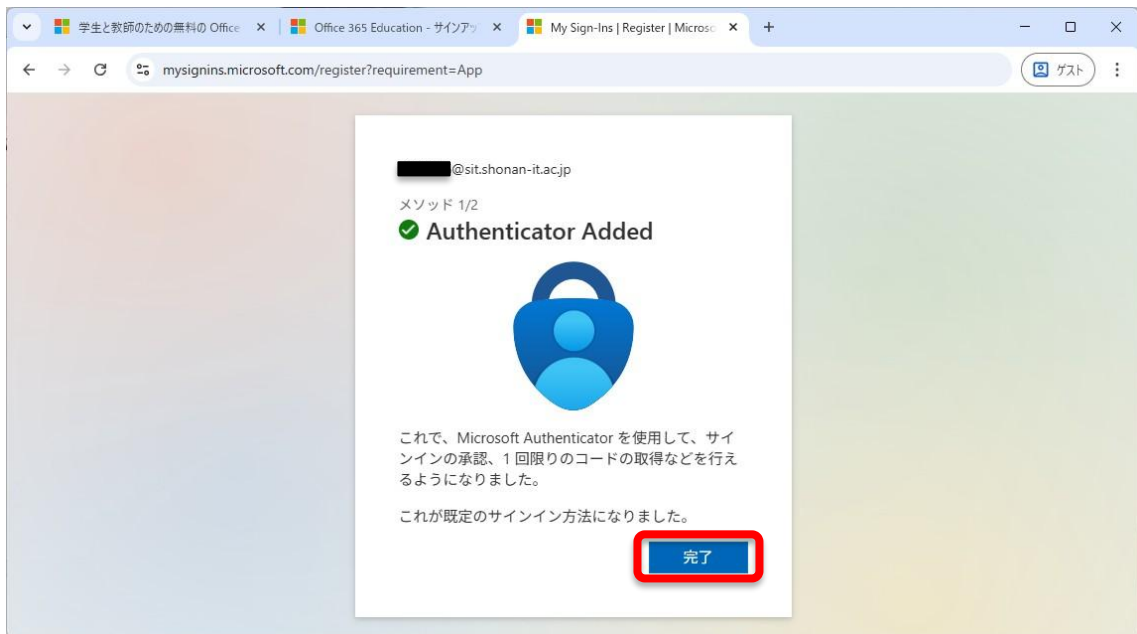 学生と教師のための無料の Office
Office 365 Education - サインアッ
My Sign-Ins | Register | Microsc
mysignins.microsoft.com/register?requirement=App
ゲスト
@sit.shonan-it.ac.jp
メソッド 1/2
Authenticator Added
これで、Microsoft Authenticator を使用して、サイ
ンインの承認、1 回限りのコードの取得などを行え
るようになりました。
これが既定のサインイン方法になりました。
完了